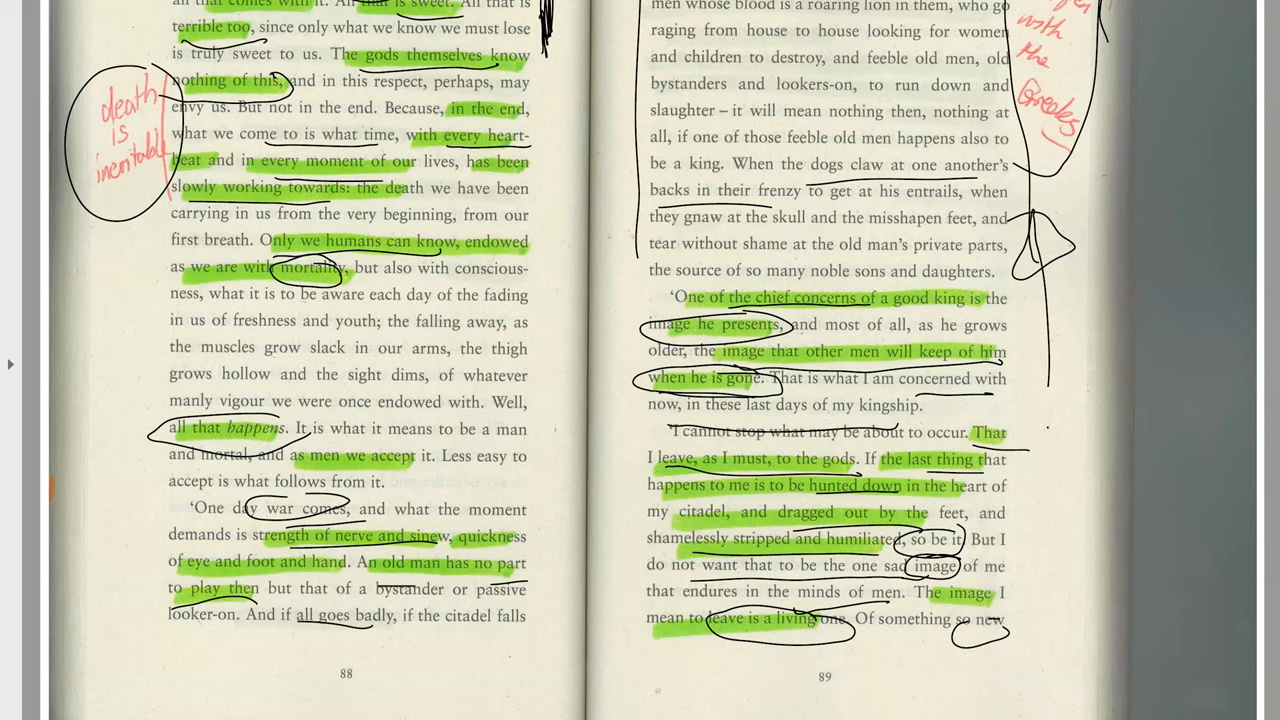 all that comes with it. All that is sweet. All that is
terrible too, since only what we know we must lose
is truly sweet to us. The gods themselves know
nothing of this, and in this respect, perhaps, may
envy us. But not in the end. Because, in the end,
what we come to is what time, with every heart-
beat and in every moment of our lives, has been
slowly working towards: the death we have been
carrying in us from the very beginning, from our
first breath. Only we humans can know, endowed
as we are with mortality, but also with conscious-
ness, what it is to be aware each day of the fading
in us of freshness and youth; the falling away, as
the muscles grow slack in our arms, the thigh
grows hollow and the sight dims, of whatever
manly vigour we were once endowed with. Well,
all that happens. It is what it means to be a man
and mortal, and as men we accept it. Less easy to
accept is what follows from it.
'One day war comes, and what the moment
demands is strength of nerve and sinew, quickness
of eye and foot and hand. An old man has no part
to play then but that of a bystander or passive
looker-on. And if all goes badly, if the citadel falls
88
death
is
inevitable
men whose blood is a roaring lion in them, who go
raging from house to house looking for women
and children to destroy, and feeble old men, old
bystanders and lookers-on, to run down and
slaughter – it will mean nothing then, nothing at
all, if one of those feeble old men happens also to
be a king. When the dogs claw at one another's
backs in their frenzy to get at his entrails, when
they gnaw at the skull and the misshapen feet, and
tear without shame at the old man's private parts,
the source of so many noble sons and daughters.
'One of the chief concerns of a good king is the
image he presents, and most of all, as he grows
older, the image that other men will keep of him
when he is gone. That is what I am concerned with
now, in these last days of my kingship.
'I cannot stop what may be about to occur. That
I leave, as I must, to the gods. If the last thing that
happens to me is to be hunted down in the heart of
my citadel, and dragged out by the feet, and
shamelessly stripped and humiliated, so be it. But I
do not want that to be the one sad image of me
that endures in the minds of men. The image I
mean to leave is a living one. Of something so new
89
with
the
Greeks